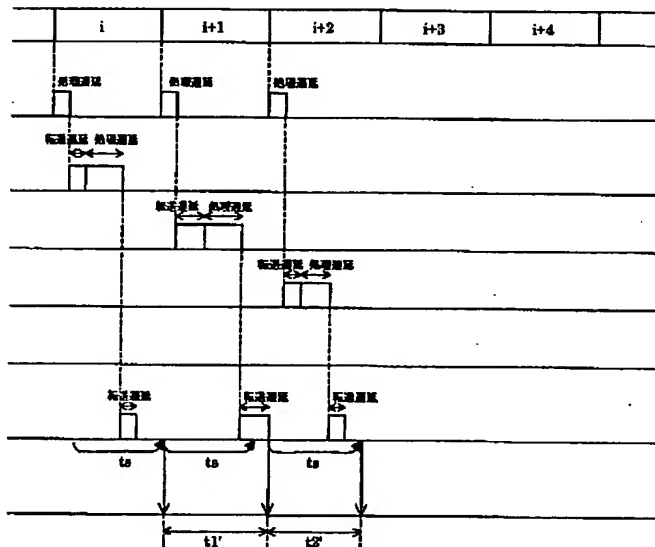 i i+1 i+2 i+3 i+4
処理遅延 処理遅延 処理遅延
転送遅延 処理遅延
転送遅延 処理遅延
転送遅延 処理遅延
転送遅延 転送遅延 転送遅延
ts ts ts
t1' t2'